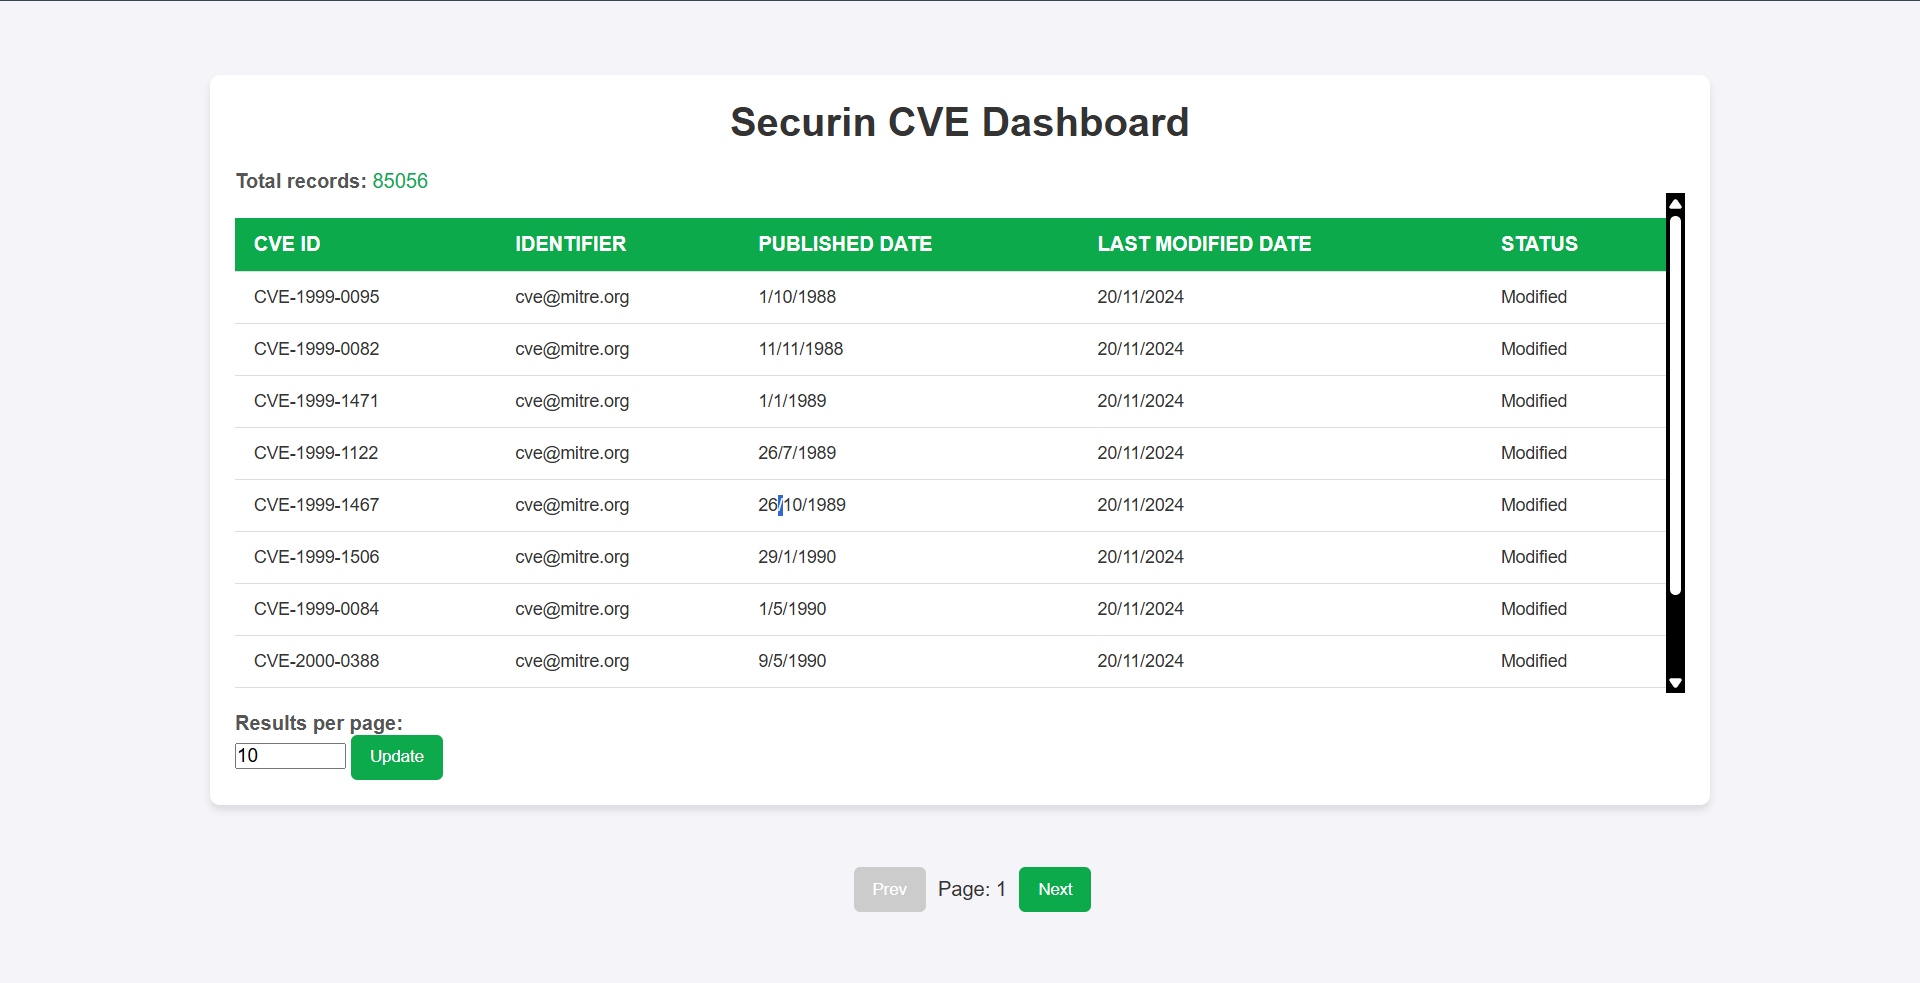 Securin CVE Dashboard
Total records: 85056
CVE ID IDENTIFIER PUBLISHED DATE LAST MODIFIED DATE STATUS
CVE-1999-0095 cve@mitre.org 1/10/1988 20/11/2024 Modified
CVE-1999-0082 cve@mitre.org 11/11/1988 20/11/2024 Modified
CVE-1999-1471 cve@mitre.org 1/1/1989 20/11/2024 Modified
CVE-1999-1122 cve@mitre.org 26/7/1989 20/11/2024 Modified
CVE-1999-1467 cve@mitre.org 26/10/1989 20/11/2024 Modified
CVE-1999-1506 cve@mitre.org 29/1/1990 20/11/2024 Modified
CVE-1999-0084 cve@mitre.org 1/5/1990 20/11/2024 Modified
CVE-2000-0388 cve@mitre.org 9/5/1990 20/11/2024 Modified
Results per page:
10 Update
Prev Page: 1 Next